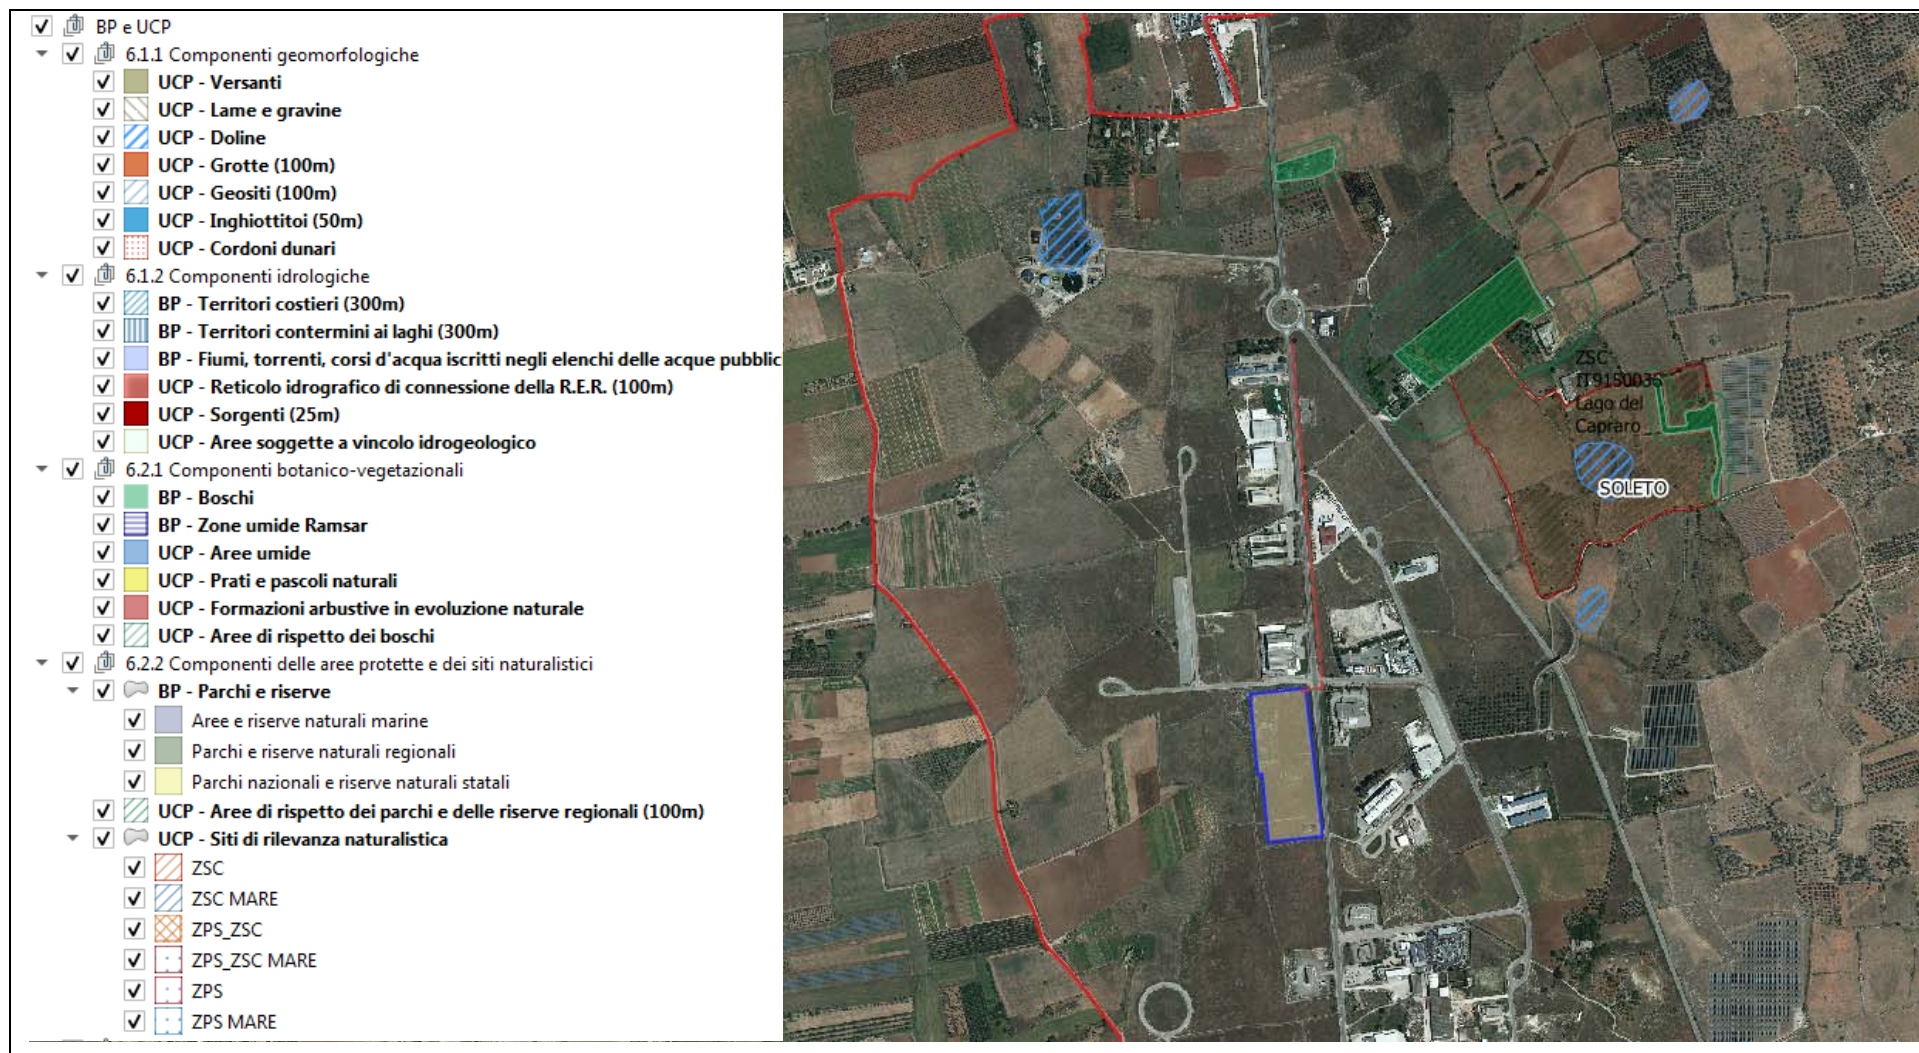 BP e UCP
6.1.1 Componenti geomorfologiche
UCP - Versanti
UCP - Lame e gravine
UCP - Doline
UCP - Grotte (100m)
UCP - Geositi (100m)
UCP - Inghiottitoi (50m)
UCP - Cordoni dunari
6.1.2 Componenti idrologiche
BP - Territori costieri (300m)
BP - Territori contermini ai laghi (300m)
BP - Fiumi, torrenti, corsi d'acqua iscritti negli elenchi delle acque pubblic
UCP - Reticolo idrografico di connessione della R.E.R. (100m)
UCP - Sorgenti (25m)
UCP - Aree soggette a vincolo idrogeologico
6.2.1 Componenti botanico-vegetazionali
BP - Boschi
BP - Zone umide Ramsar
UCP - Aree umide
UCP - Prati e pascoli naturali
UCP - Formazioni arbustive in evoluzione naturale
UCP - Aree di rispetto dei boschi
6.2.2 Componenti delle aree protette e dei siti naturalistici
BP - Parchi e riserve
Aree e riserve naturali marine
Parchi e riserve naturali regionali
Parchi nazionali e riserve naturali statali
UCP - Aree di rispetto dei parchi e delle riserve regionali (100m)
UCP - Siti di rilevanza naturalistica
ZSC
ZSC MARE
ZPS_ZSC
ZPS_ZSC MARE
ZPS
ZPS MARE
ZSC
IT9150036
Lago del
Capraro
SOLETO